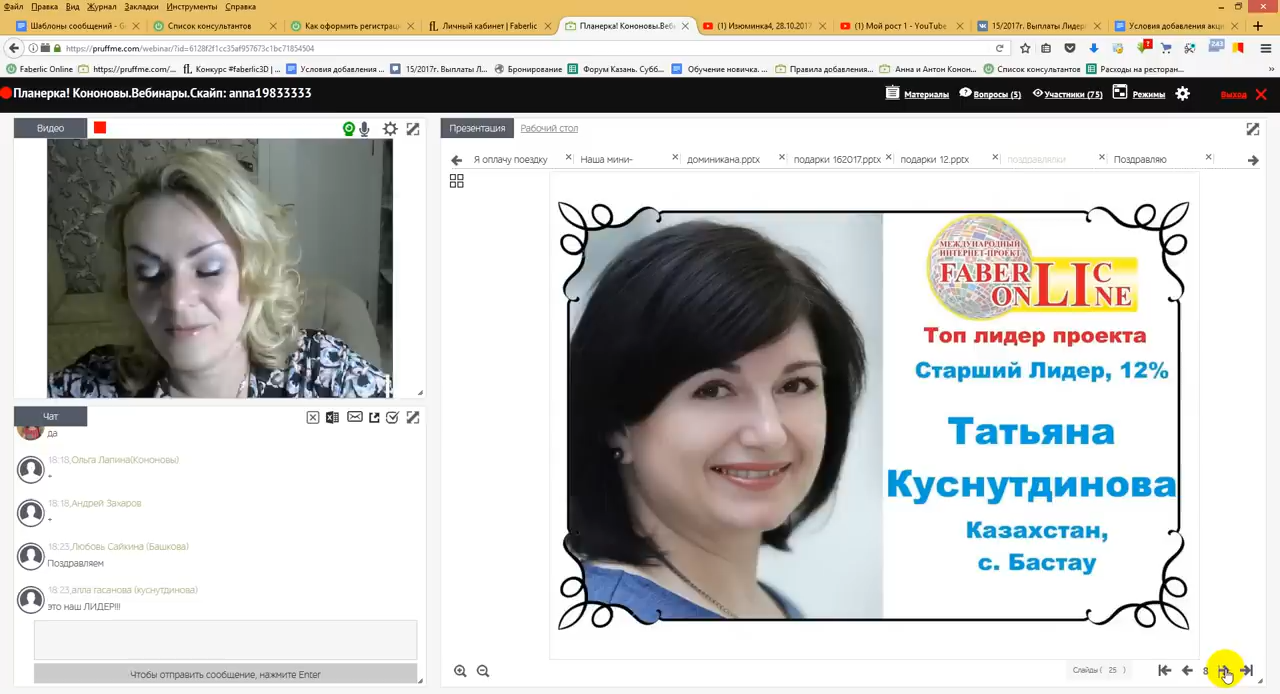 Файл Правка Вид Журнал Закладки Инструменты Справка
Шаблоны сообщений - G Список консультантов Как оформить регистрац Личный кабинет | Faberlic Планерка! Кононовы.Веб (1) Изюминка4, 28.10.2017 (1) Мой рост 1 - YouTube 15/2017г. Выплаты Лидер Условия добавления акц
https://pruffme.com/webinar/?id=6128f2f1cc35af957673c1bc71854504
243
Faberlic Online https://pruffme.com/... Конкурс #faberlic3D | ... Условия добавления ... 15/2017г. Выплаты Л... Бронирование Форум Казань. Субб... Обучение новичка. ... Правила добавления... Анна и Антон Конон... Список консультантов Расходы на ресторан...
Планерка! Кононовы.Вебинары.Скайп: anna19833333
Материалы Вопросы (5) Участники (75) Режимы Выход
Видео
Презентация Рабочий стол
Я оплачу поездку Наша мини- доминикана.pptx подарки 162017.pptx подарки 12.pptx поздравлялки Поздравляю
МЕЖДУНАРОДНЫЙ
ИНТЕРНЕТ-ПРОЕКТ
FABERLIC
ONLINE
Топ лидер проекта
Старший Лидер, 12%
Татьяна
Куснутдинова
Казахстан,
с. Бастау
Чат
да
18:18,Ольга Лапина(Кононовы)
+
18:18,Андрей Захаров
+
18:23,Любовь Сайкина (Башкова)
Поздравляем
18:23,алла гасанова (куснутдинова)
это наш ЛИДЕР!!!
Чтобы отправить сообщение, нажмите Enter
Слайды ( 25 )
8